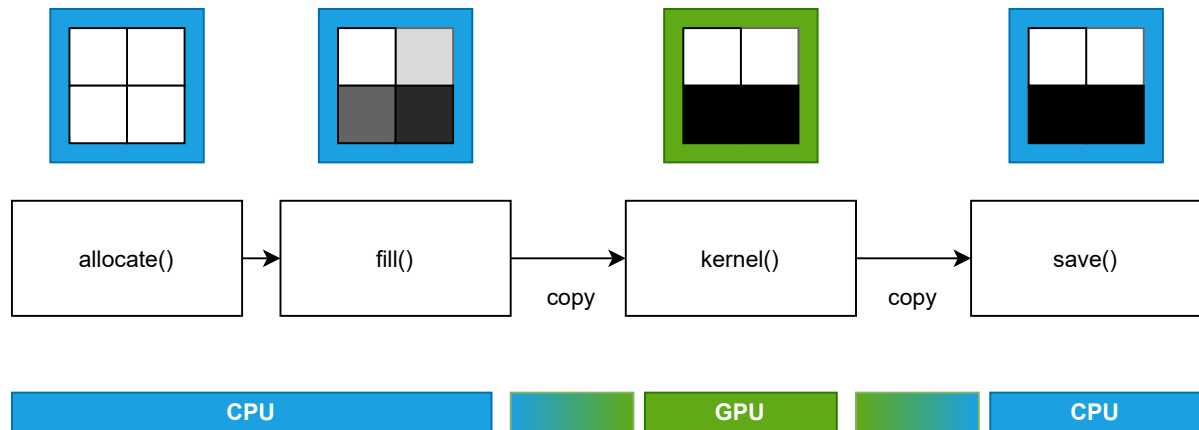 allocate()
fill()
kernel()
save()
copy
copy
CPU
GPU
CPU